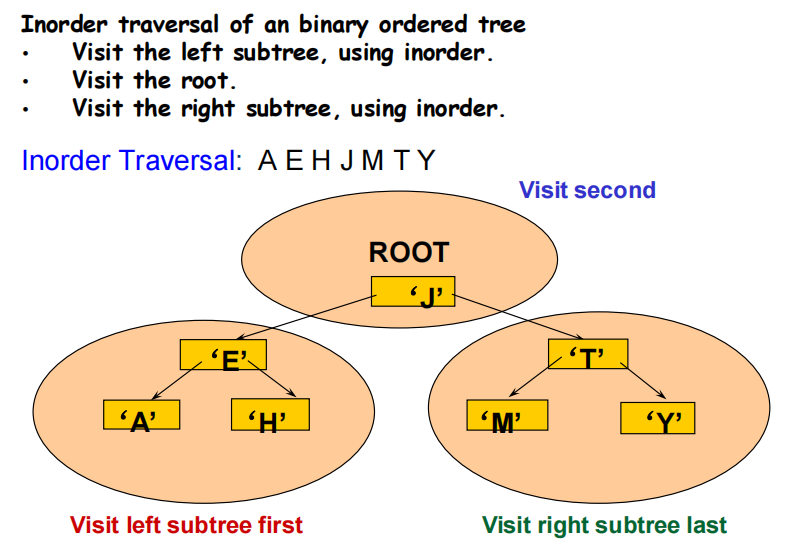 Inorder traversal of an binary ordered tree
• Visit the left subtree, using inorder.
• Visit the root.
• Visit the right subtree, using inorder.
Inorder Traversal: A E H J M T Y
Visit second
ROOT
‘J’
‘E’
‘T’
‘A’
‘H’
‘M’
‘Y’
Visit left subtree first
Visit right subtree last